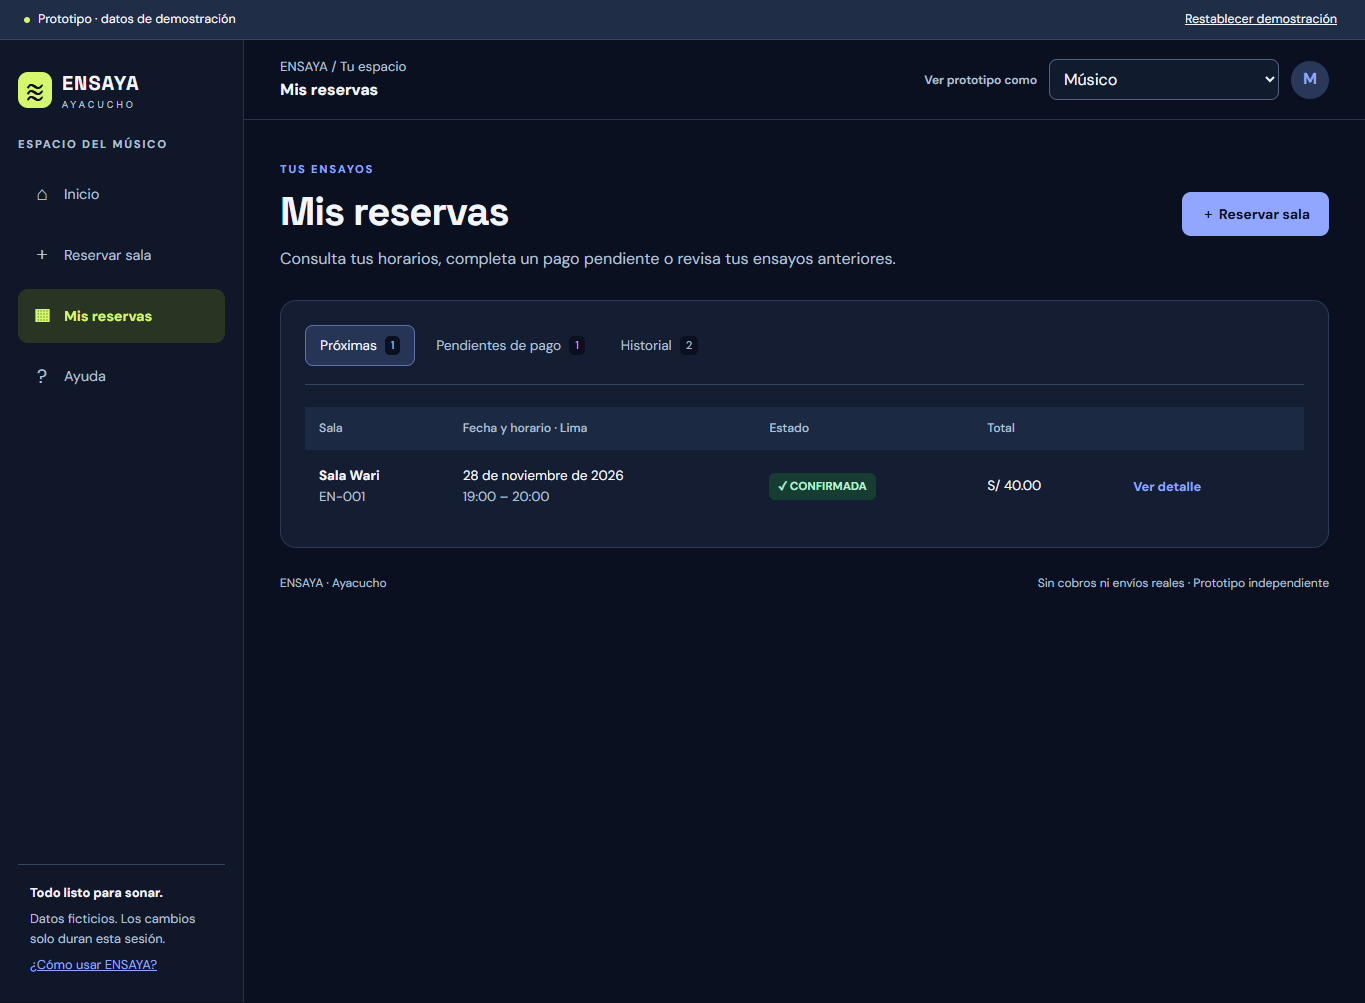 Prototipo · datos de demostración
Restablecer demostración
ENSAYA
AYACUCHO
ESPACIO DEL MÚSICO
Inicio
+ Reservar sala
Mis reservas
? Ayuda
Todo listo para sonar.
Datos ficticios. Los cambios
solo duran esta sesión.
¿Cómo usar ENSAYA?
ENSAYA / Tu espacio
Mis reservas
Ver prototipo como
Músico
M
TUS ENSAYOS
Mis reservas
+ Reservar sala
Consulta tus horarios, completa un pago pendiente o revisa tus ensayos anteriores.
Próximas 1
Pendientes de pago 1
Historial 2
Sala Fecha y horario · Lima Estado Total
Sala Wari 28 de noviembre de 2026 ✓ CONFIRMADA S/ 40.00 Ver detalle
EN-001 19:00 – 20:00
ENSAYA · Ayacucho
Sin cobros ni envíos reales · Prototipo independiente